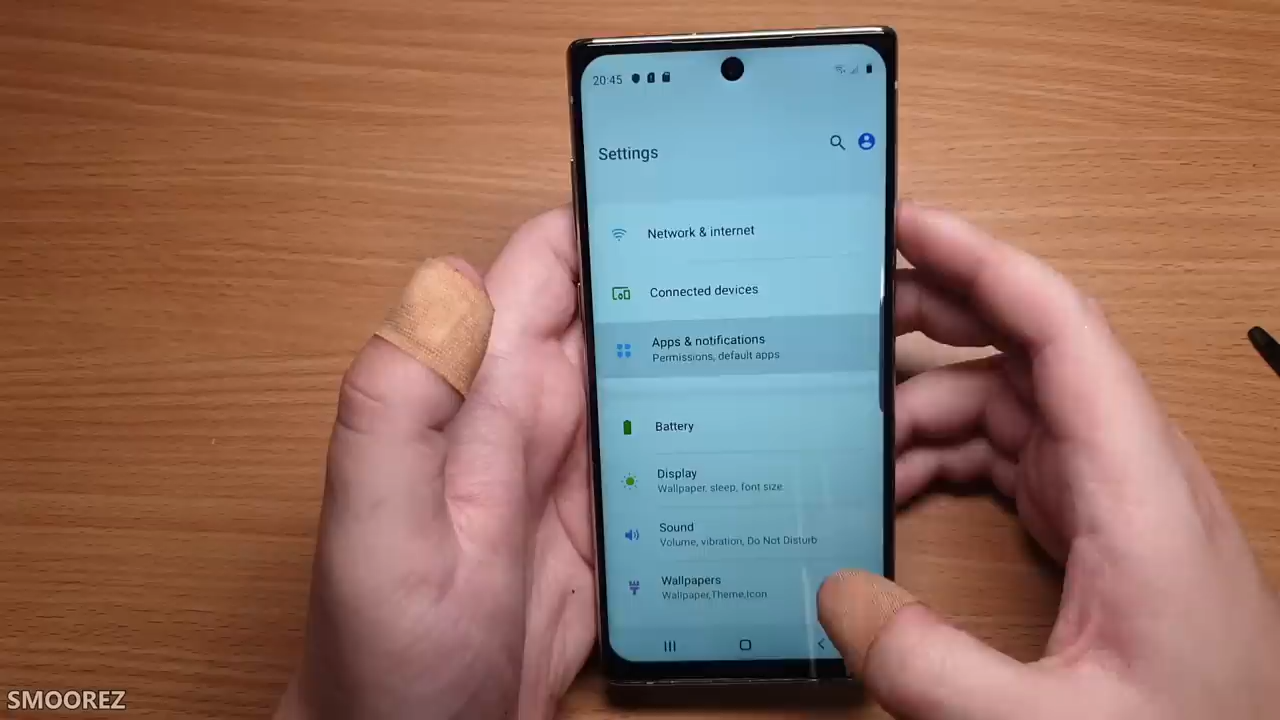 20:45
Settings
Network & internet
Connected devices
Apps & notifications
Permissions, default apps
Battery
Display
Wallpaper, sleep, font size
Sound
Volume, vibration, Do Not Disturb
Wallpapers
Wallpaper,Theme,Icon
SMOOREZ